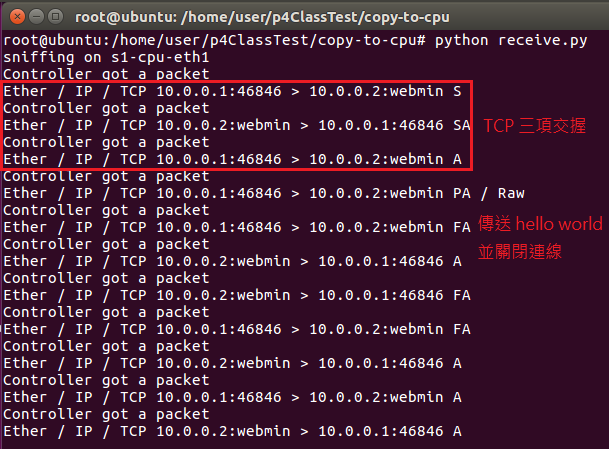 root@ubuntu: /home/user/p4ClassTest/copy-to-cpu
root@ubuntu:/home/user/p4ClassTest/copy-to-cpu# python receive.py
sniffing on s1-cpu-eth1
Controller got a packet
Ether / IP / TCP 10.0.0.1:46846 > 10.0.0.2:webmin S
Controller got a packet
Ether / IP / TCP 10.0.0.2:webmin > 10.0.0.1:46846 SA
TCP 三項交握
Controller got a packet
Ether / IP / TCP 10.0.0.1:46846 > 10.0.0.2:webmin A
Controller got a packet
Ether / IP / TCP 10.0.0.1:46846 > 10.0.0.2:webmin PA / Raw
Controller got a packet
Ether / IP / TCP 10.0.0.1:46846 > 10.0.0.2:webmin FA
傳送 hello world
並關閉連線
Controller got a packet
Ether / IP / TCP 10.0.0.2:webmin > 10.0.0.1:46846 A
Controller got a packet
Ether / IP / TCP 10.0.0.2:webmin > 10.0.0.1:46846 FA
Controller got a packet
Ether / IP / TCP 10.0.0.1:46846 > 10.0.0.2:webmin FA
Controller got a packet
Ether / IP / TCP 10.0.0.2:webmin > 10.0.0.1:46846 A
Controller got a packet
Ether / IP / TCP 10.0.0.1:46846 > 10.0.0.2:webmin A
Controller got a packet
Ether / IP / TCP 10.0.0.2:webmin > 10.0.0.1:46846 A